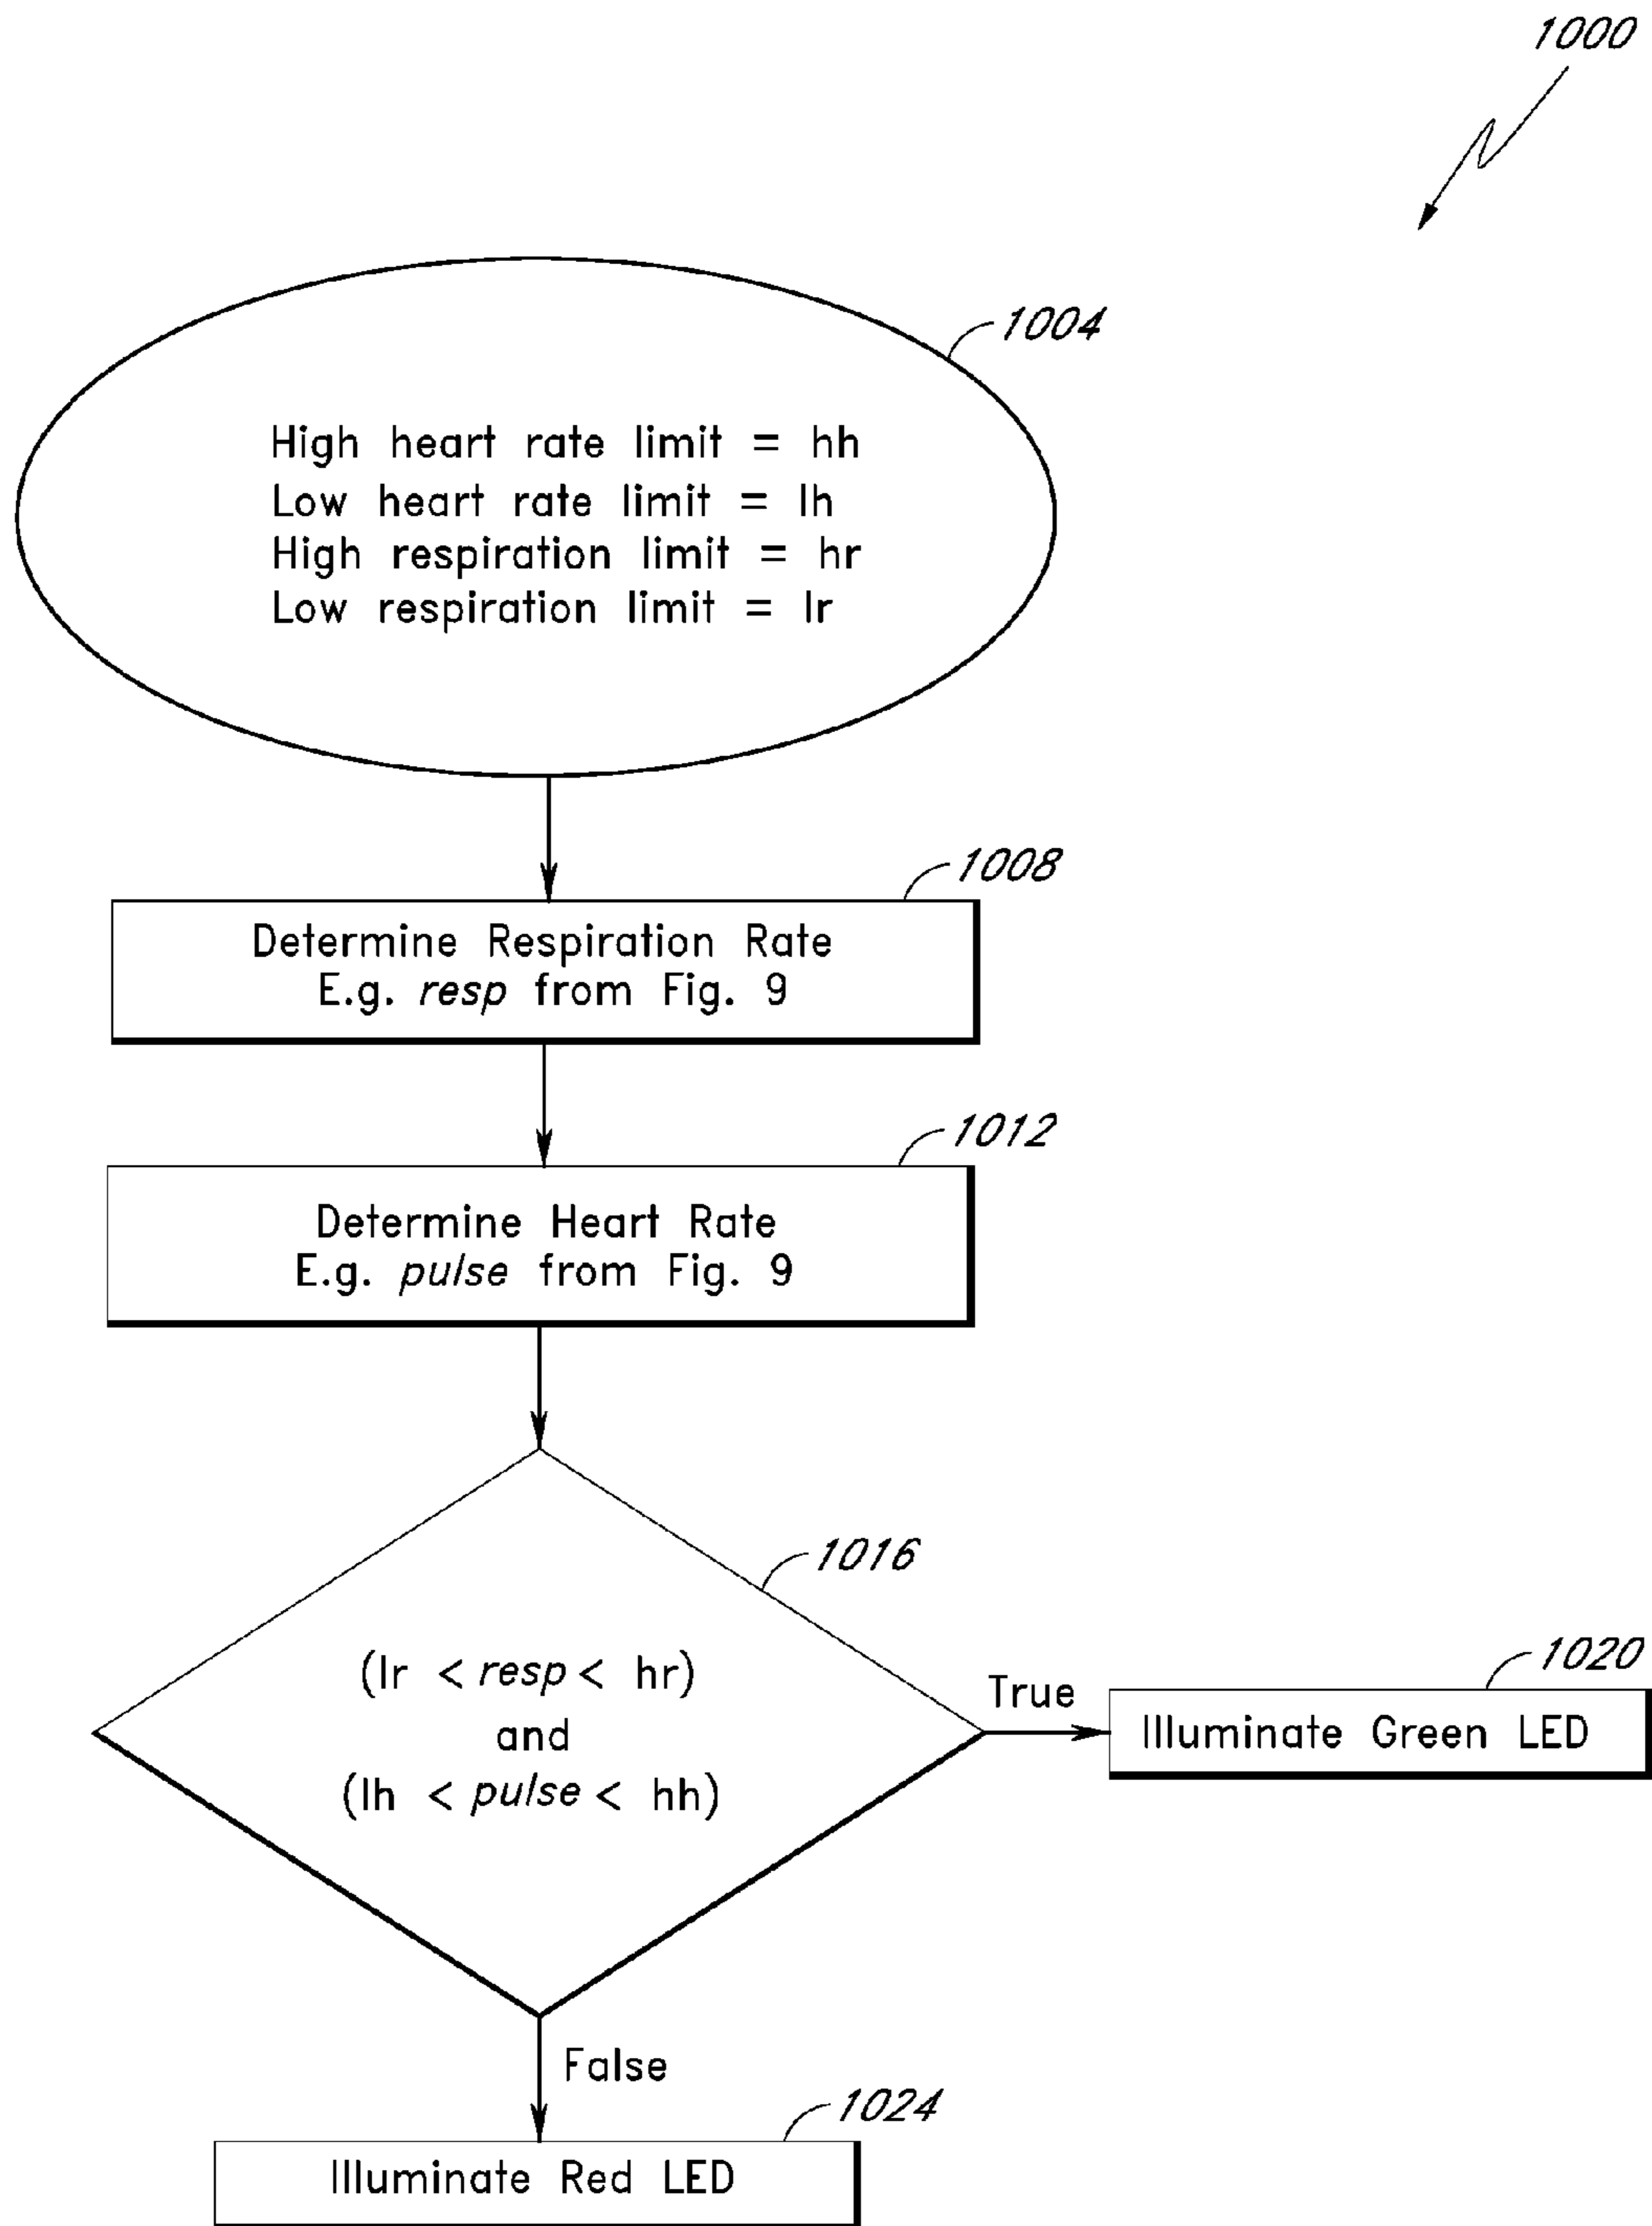 1000
1004
High heart rate limit = hh
Low heart rate limit = lh
High respiration limit = hr
Low respiration limit = lr
1008
Determine Respiration Rate
E.g. resp from Fig. 9
1012
Determine Heart Rate
E.g. pulse from Fig. 9
1016
(lr < resp < hr)
and
(lh < pulse < hh)
True
1020
Illuminate Green LED
False
1024
Illuminate Red LED